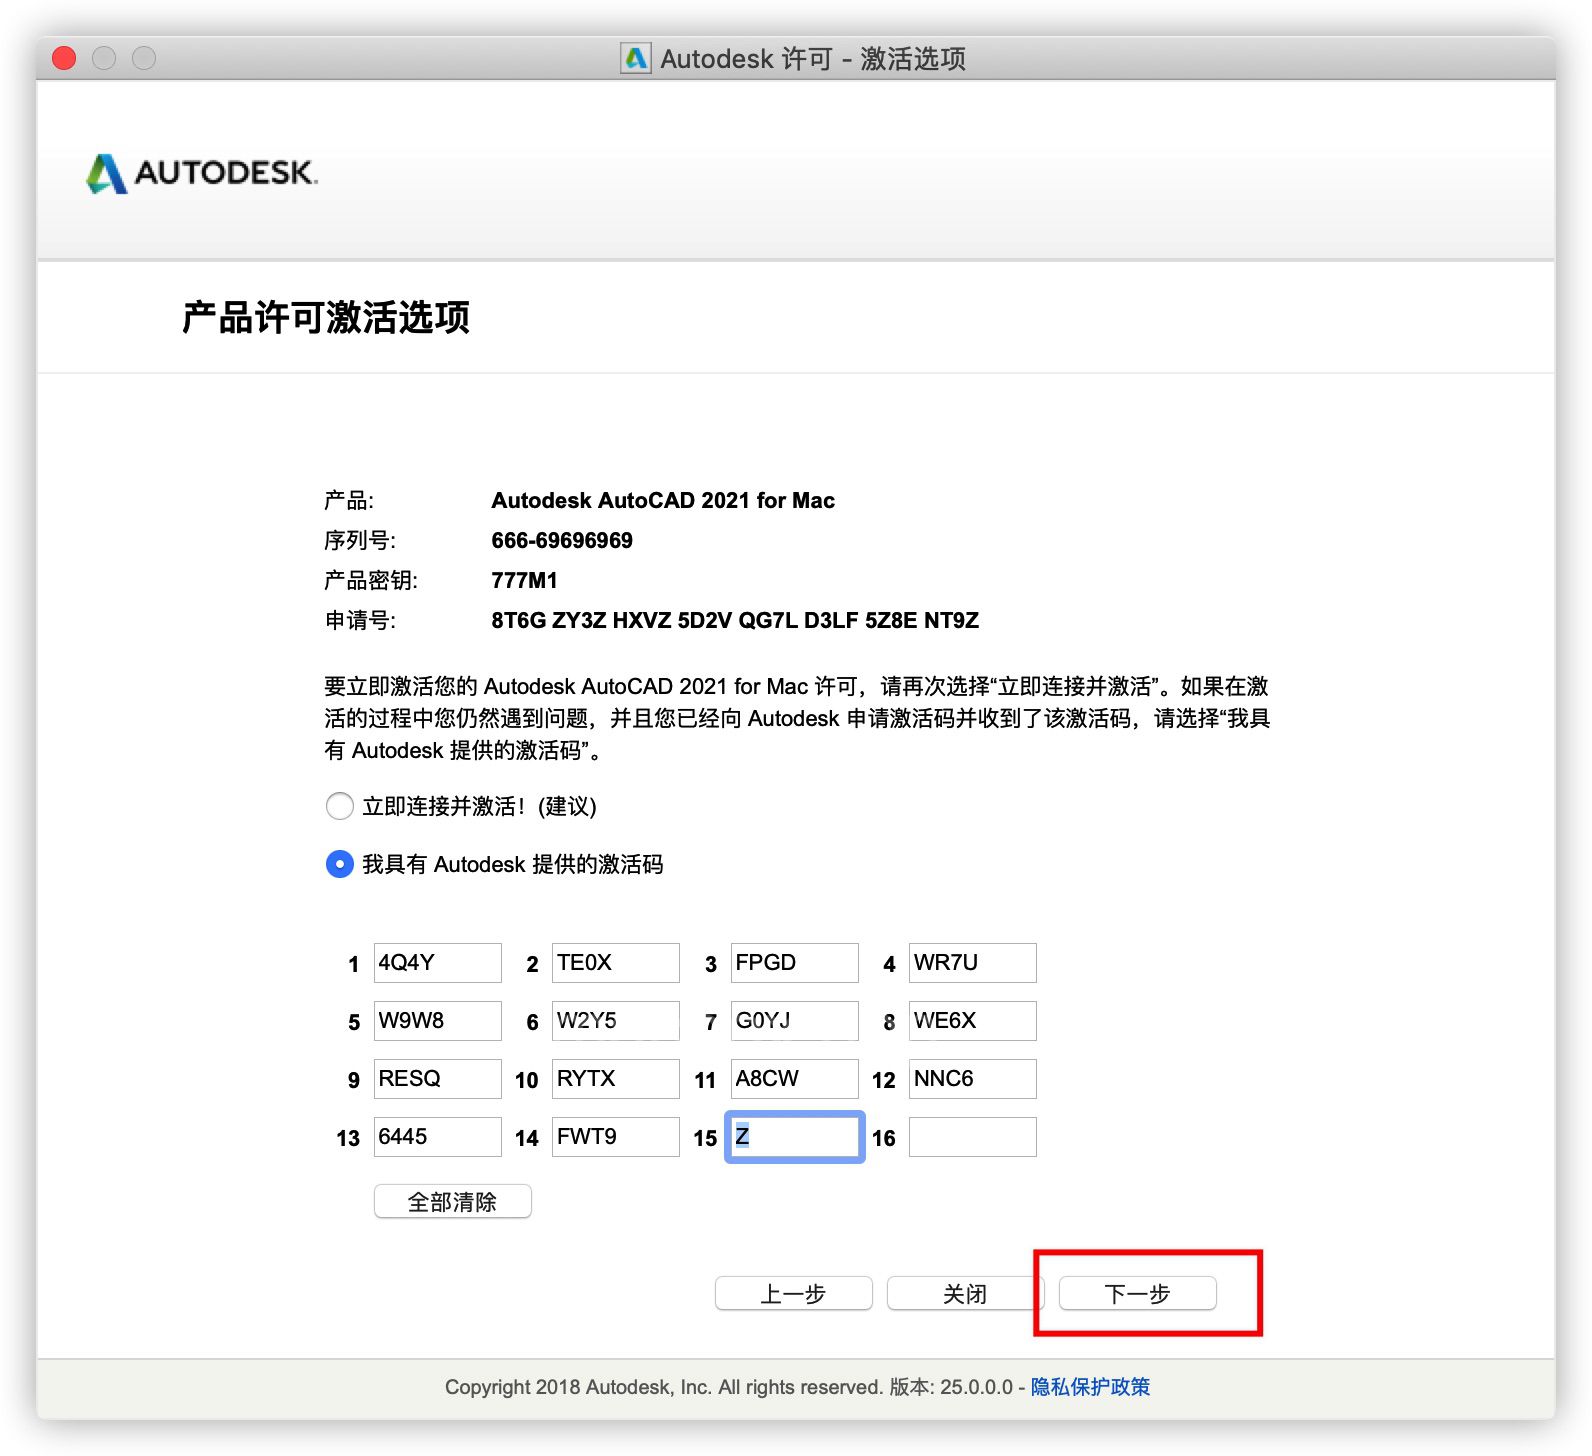 Autodesk 许可 - 激活选项
AUTODESK.
产品许可激活选项
产品: Autodesk AutoCAD 2021 for Mac
序列号: 666-69696969
产品密钥: 777M1
申请号: 8T6G ZY3Z HXVZ 5D2V QG7L D3LF 5Z8E NT9Z
要立即激活您的 Autodesk AutoCAD 2021 for Mac 许可，请再次选择“立即连接并激活”。如果在激
活的过程中您仍然遇到问题，并且您已经向 Autodesk 申请激活码并收到了该激活码，请选择“我具
有 Autodesk 提供的激活码”。
立即连接并激活！(建议)
我具有 Autodesk 提供的激活码
1 4Q4Y 2 TE0X 3 FPGD 4 WR7U
5 W9W8 6 W2Y5 7 G0YJ 8 WE6X
9 RESQ 10 RYTX 11 A8CW 12 NNC6
13 6445 14 FWT9 15 Z 16
全部清除
上一步 关闭 下一步
Copyright 2018 Autodesk, Inc. All rights reserved. 版本: 25.0.0.0 - 隐私保护政策